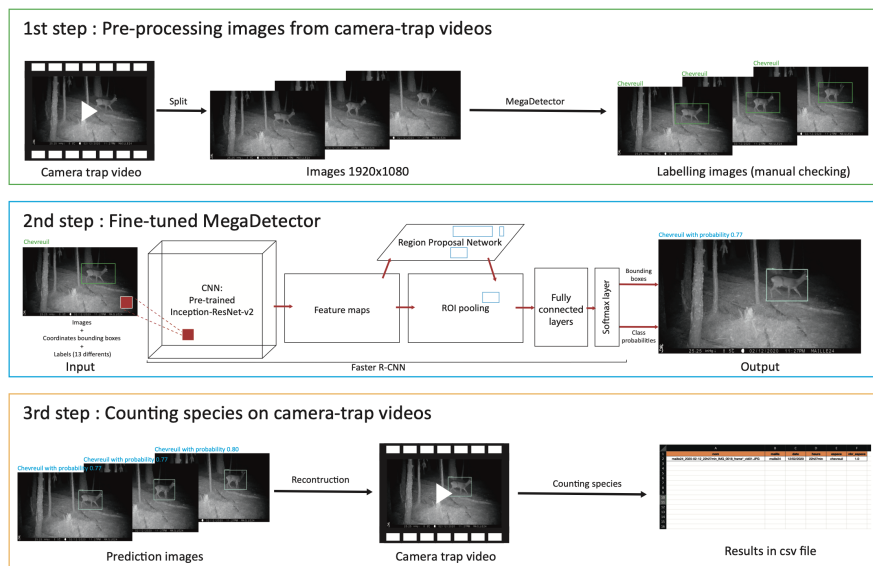 1st step : Pre-processing images from camera-trap videos
Split
MegaDetector
Chevreuil
Chevreuil
Chevreuil
Camera trap video
Images 1920x1080
Labelling images (manual checking)
2nd step : Fine-tuned MegaDetector
Chevreuil
Images
+
Coordinates bounding boxes
+
Labels (13 differents)
Input
CNN:
Pre-trained
Inception-ResNet-v2
Feature maps
Region Proposal Network
ROI pooling
Fully
connected
layers
Softmax layer
Bounding
boxes
Class
probabilities
Faster R-CNN
Chevreuil with probability 0.77
Output
3rd step : Counting species on camera-trap videos
Chevreuil with probability 0.77
Chevreuil with probability 0.77
Chevreuil with probability 0.80
Prediction images
Recontruction
Camera trap video
Counting species
Results in csv file